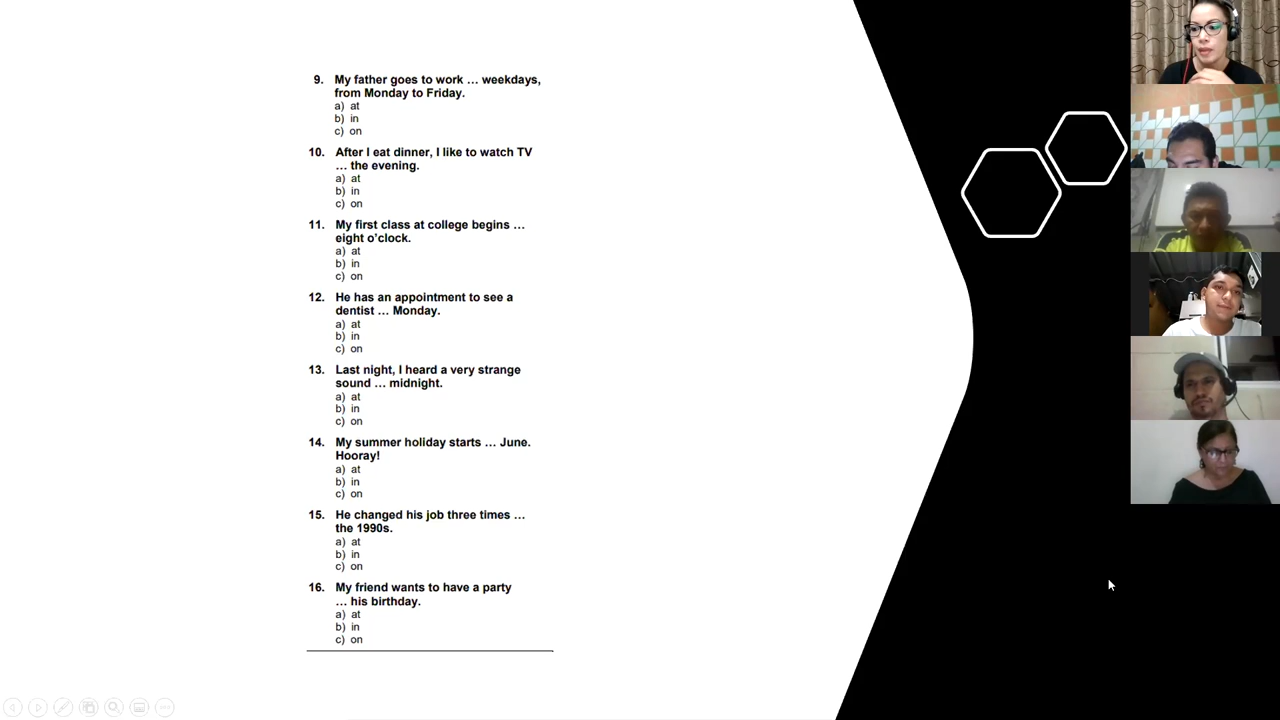 9. My father goes to work … weekdays,
from Monday to Friday.
a) at
b) in
c) on
10. After I eat dinner, I like to watch TV
… the evening.
a) at
b) in
c) on
11. My first class at college begins …
eight o’clock.
a) at
b) in
c) on
12. He has an appointment to see a
dentist … Monday.
a) at
b) in
c) on
13. Last night, I heard a very strange
sound … midnight.
a) at
b) in
c) on
14. My summer holiday starts … June.
Hooray!
a) at
b) in
c) on
15. He changed his job three times …
the 1990s.
a) at
b) in
c) on
16. My friend wants to have a party
… his birthday.
a) at
b) in
c) on